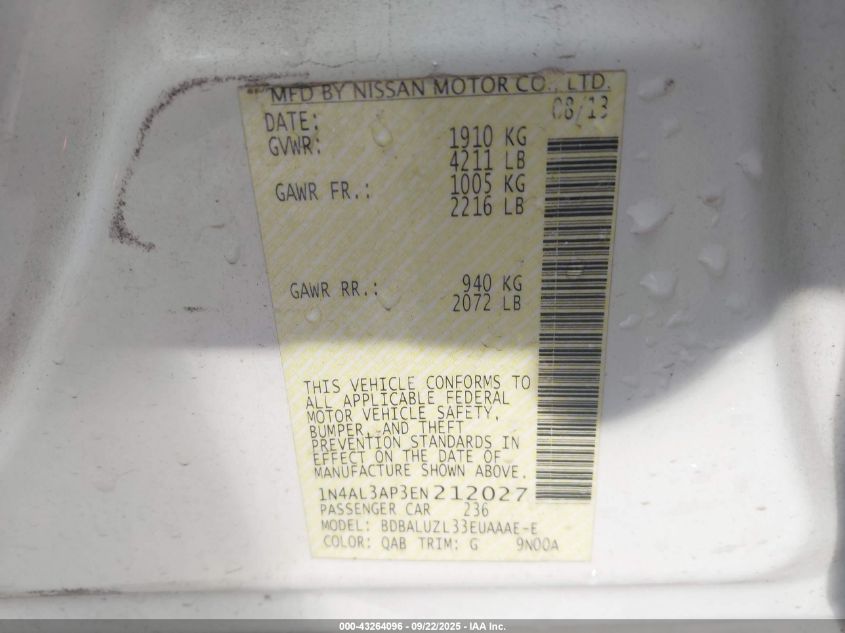 MFD BY NISSAN MOTOR CO., LTD.
DATE: 08/13
GVWR: 1910 KG
4211 LB
GAWR FR.: 1005 KG
2216 LB
GAWR RR.: 940 KG
2072 LB
THIS VEHICLE CONFORMS TO
ALL APPLICABLE FEDERAL
MOTOR VEHICLE SAFETY,
BUMPER, AND THEFT
PREVENTION STANDARDS IN
EFFECT ON THE DATE OF
MANUFACTURE SHOWN ABOVE.
1N4AL3AP3EN212027
PASSENGER CAR 236
MODEL: BDBALUZL33EUAAAE-E
COLOR: QAB TRIM: G 9N00A
000-43264096 - 09/22/2025 - IAA Inc.